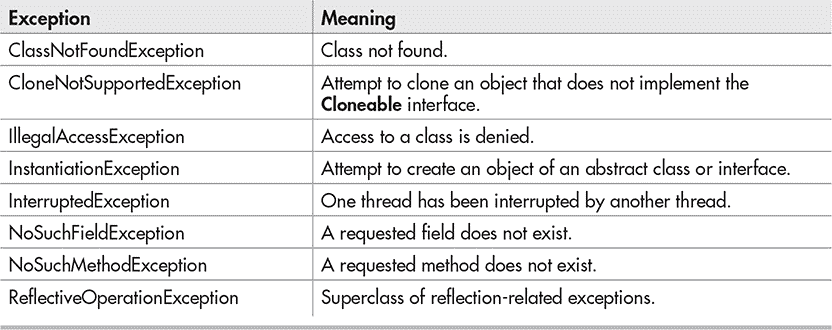 Exception Meaning
ClassNotFoundException Class not found.
CloneNotSupportedException Attempt to clone an object that does not implement the
Cloneable interface.
IllegalAccessException Access to a class is denied.
InstantiationException Attempt to create an object of an abstract class or interface.
InterruptedException One thread has been interrupted by another thread.
NoSuchFieldException A requested field does not exist.
NoSuchMethodException A requested method does not exist.
ReflectiveOperationException Superclass of reflection-related exceptions.